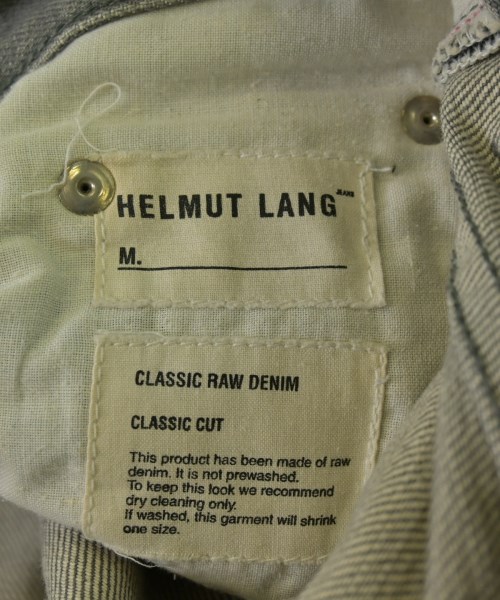 HELMUT LANG JEANS
M.
CLASSIC RAW DENIM
CLASSIC CUT
This product has been made of raw
denim. It is not prewashed.
To keep this look we recommend
dry cleaning only.
If washed, this garment will shrink
one size.